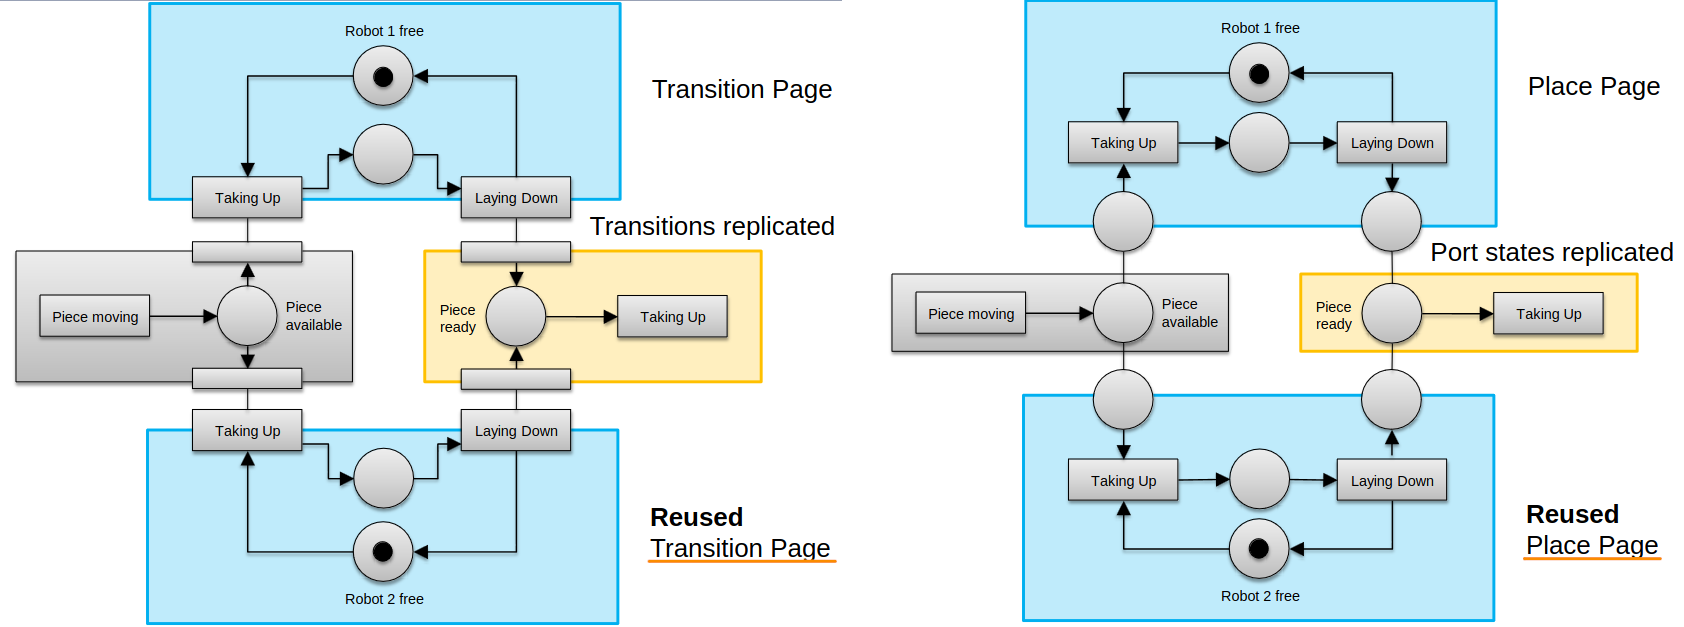 Robot 1 free
Transition Page
Taking Up
Laying Down
Transitions replicated
Piece moving
Piece
available
Piece
ready
Taking Up
Taking Up
Laying Down
Reused
Transition Page
Robot 2 free
Robot 1 free
Place Page
Taking Up
Laying Down
Port states replicated
Piece moving
Piece
available
Piece
ready
Taking Up
Taking Up
Laying Down
Reused
Place Page
Robot 2 free